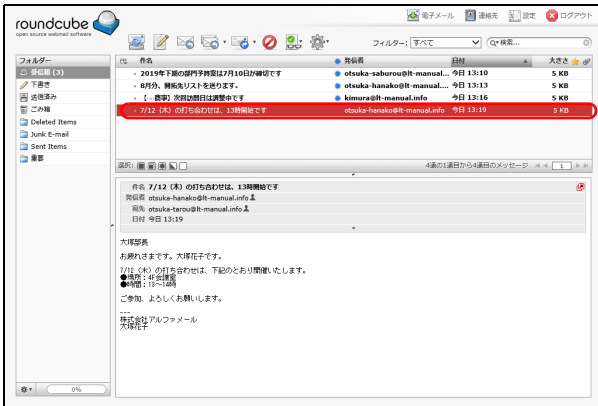 roundcube
open source webmail software
電子メール 連絡先 設定 ログアウト
フィルター: すべて 検索...
フォルダー
受信箱 (3)
下書き
送信済み
ごみ箱
Deleted Items
Junk E-mail
Sent Items
重要
件名 発信者 日付 大きさ
2019年下期の部門予算室は7月10日が締切です otsuka-saburou@lt-manual... 今日 13:10 5 KB
8月分、開拓先リストを送ります。 otsuka-hanako@lt-manual.... 今日 13:13 5 KB
【…商事】次回訪問日は調整中です kimura@lt-manual.info 今日 13:16 5 KB
7/12（木）の打ち合わせは、13時開始です otsuka-hanako@lt-manual.info 今日 13:19 5 KB
選択: 4通の1通目から4通目のメッセージ 1
件名 7/12（木）の打ち合わせは、13時開始です
発信者 otsuka-hanako@lt-manual.info
宛先 otsuka-tarou@lt-manual.info
日付 今日 13:19
大塚部長
お疲れさまです。大塚花子です。
7/12（木）の打ち合わせは、下記のとおり開催いたします。
●場所：4F会議室
●時間：13～14時
ご参加、よろしくお願いします。
---
株式会社アルファメール
大塚花子
0%